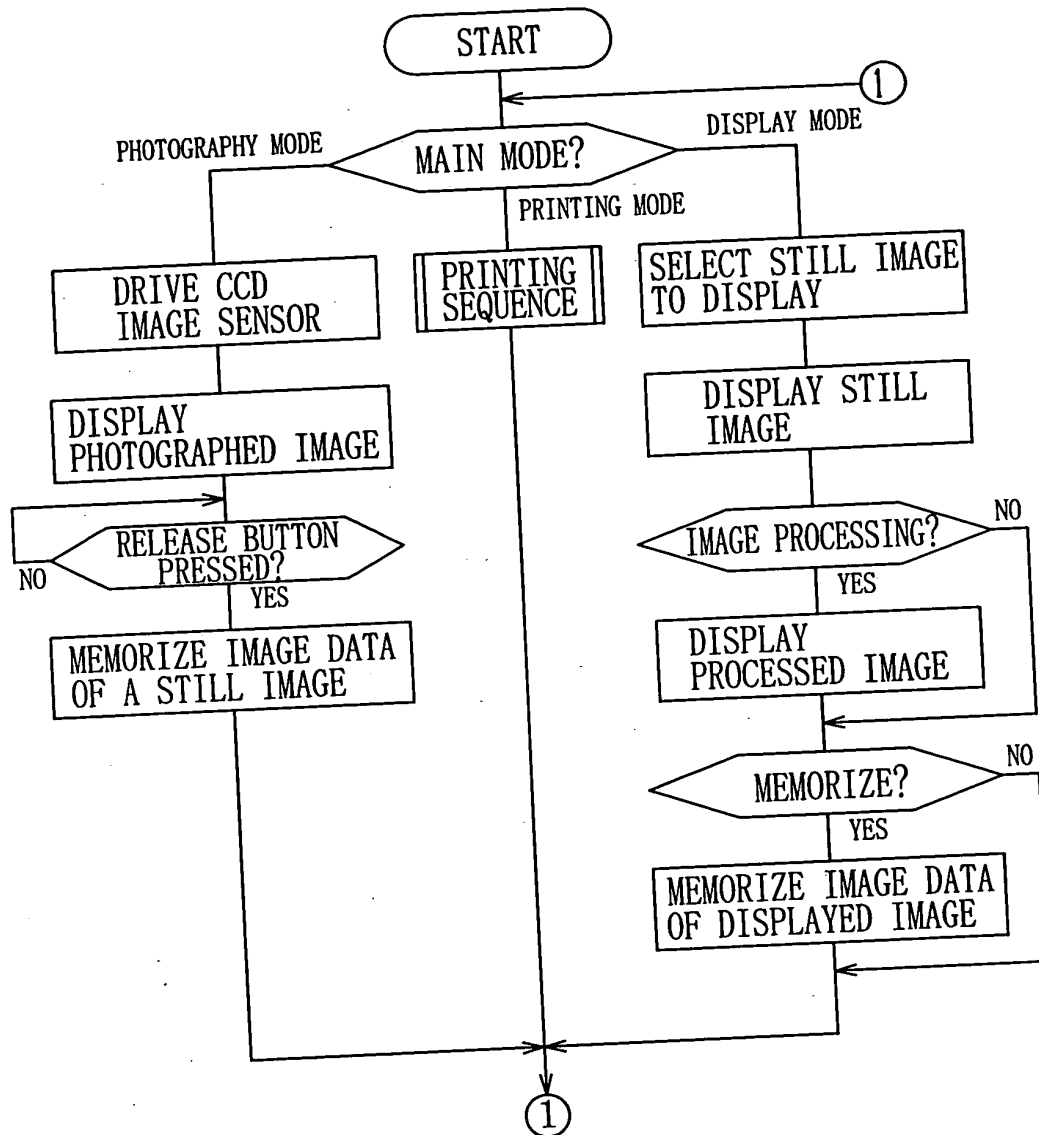 START
1
PHOTOGRAPHY MODE
MAIN MODE?
DISPLAY MODE
PRINTING MODE
DRIVE CCD
IMAGE SENSOR
PRINTING
SEQUENCE
SELECT STILL IMAGE
TO DISPLAY
DISPLAY
PHOTOGRAPHED IMAGE
DISPLAY STILL
IMAGE
RELEASE BUTTON
PRESSED?
NO
YES
IMAGE PROCESSING?
NO
YES
MEMORIZE IMAGE DATA
OF A STILL IMAGE
DISPLAY
PROCESSED IMAGE
MEMORIZE?
NO
YES
MEMORIZE IMAGE DATA
OF DISPLAYED IMAGE
1